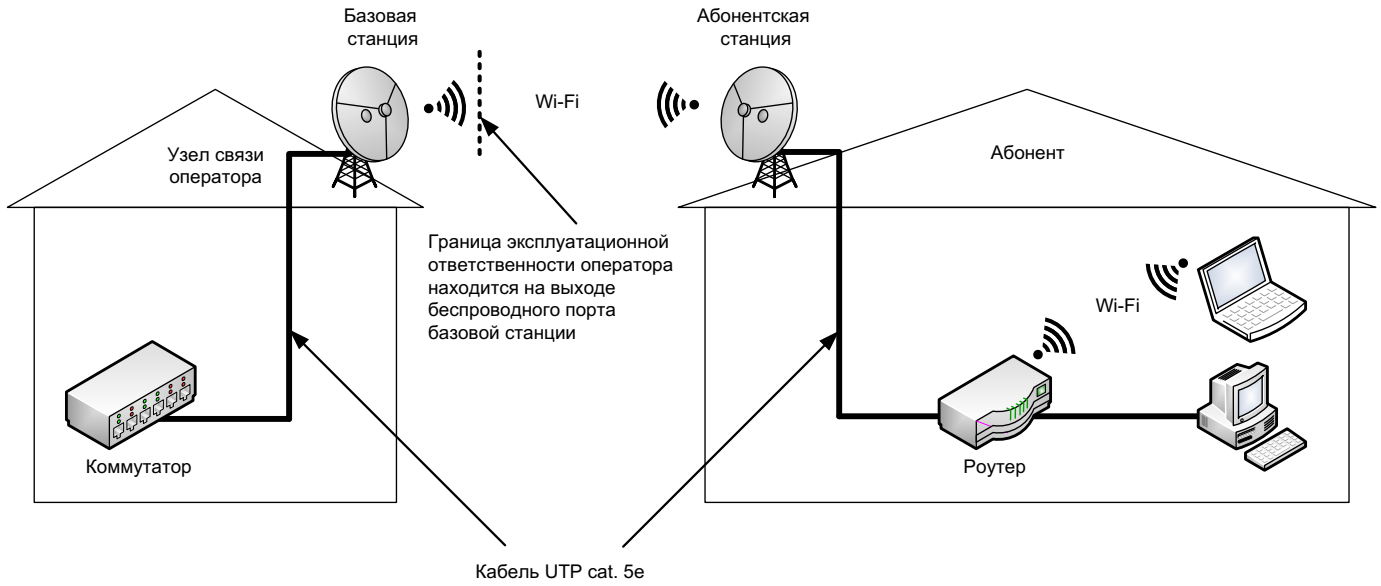 Базовая
станция
Абонентская
станция
Wi-Fi
Узел связи
оператора
Абонент
Граница эксплуатационной
ответственности оператора
находится на выходе
беспроводного порта
базовой станции
Wi-Fi
Коммутатор
Роутер
Кабель UTP cat. 5e